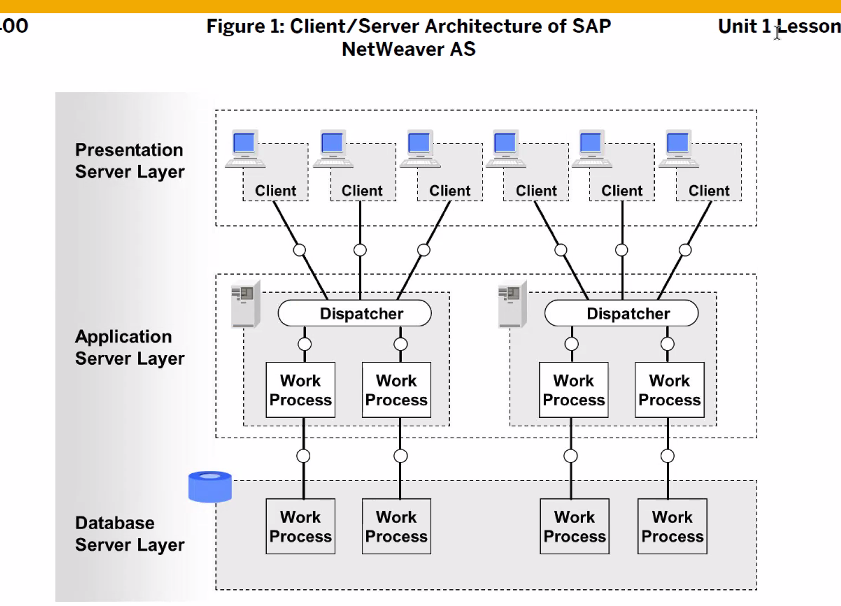 -00
Figure 1: Client/Server Architecture of SAP
NetWeaver AS
Unit 1 Lesson
Presentation
Server Layer
Client
Client
Client
Client
Client
Client
Application
Server Layer
Dispatcher
Dispatcher
Work
Process
Work
Process
Work
Process
Work
Process
Database
Server Layer
Work
Process
Work
Process
Work
Process
Work
Process